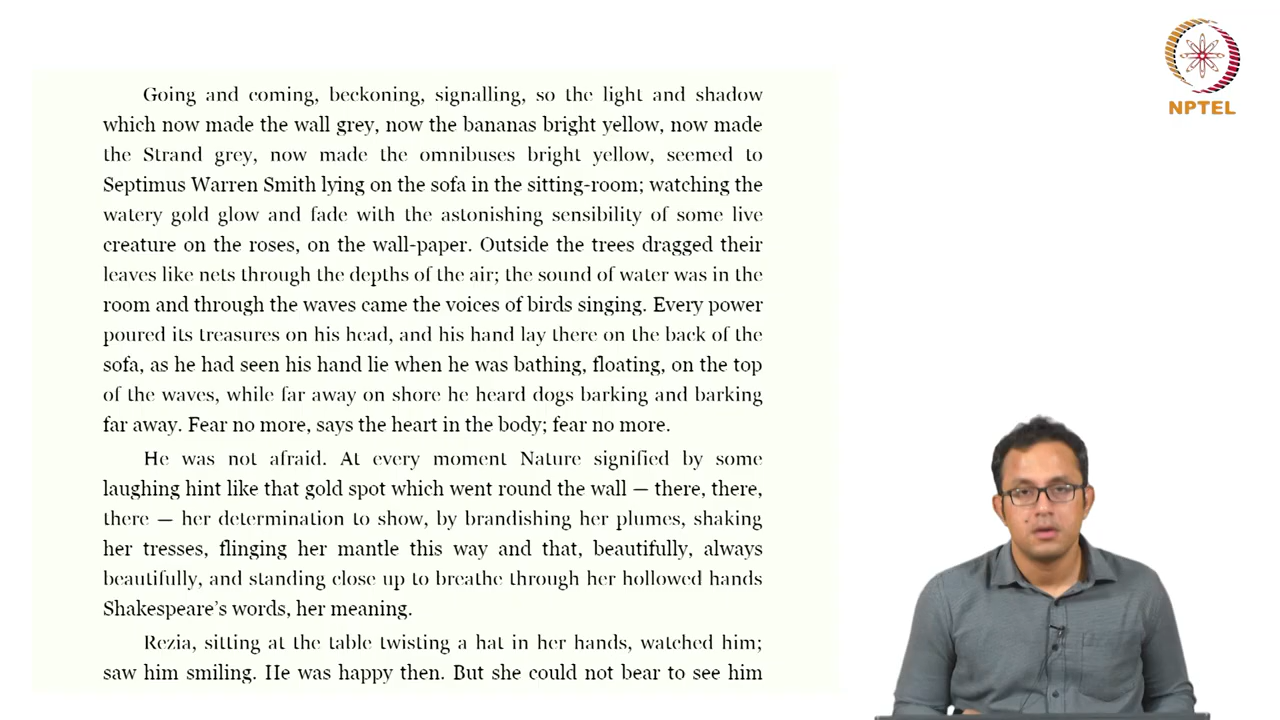 Going and coming, beckoning, signalling, so the light and shadow
which now made the wall grey, now the bananas bright yellow, now made
the Strand grey, now made the omnibuses bright yellow, seemed to
Septimus Warren Smith lying on the sofa in the sitting-room; watching the
watery gold glow and fade with the astonishing sensibility of some live
creature on the roses, on the wall-paper. Outside the trees dragged their
leaves like nets through the depths of the air; the sound of water was in the
room and through the waves came the voices of birds singing. Every power
poured its treasures on his head, and his hand lay there on the back of the
sofa, as he had seen his hand lie when he was bathing, floating, on the top
of the waves, while far away on shore he heard dogs barking and barking
far away. Fear no more, says the heart in the body; fear no more.
He was not afraid. At every moment Nature signified by some
laughing hint like that gold spot which went round the wall — there, there,
there — her determination to show, by brandishing her plumes, shaking
her tresses, flinging her mantle this way and that, beautifully, always
beautifully, and standing close up to breathe through her hollowed hands
Shakespeare's words, her meaning.
Rezia, sitting at the table twisting a hat in her hands, watched him;
saw him smiling. He was happy then. But she could not bear to see him
NPTEL